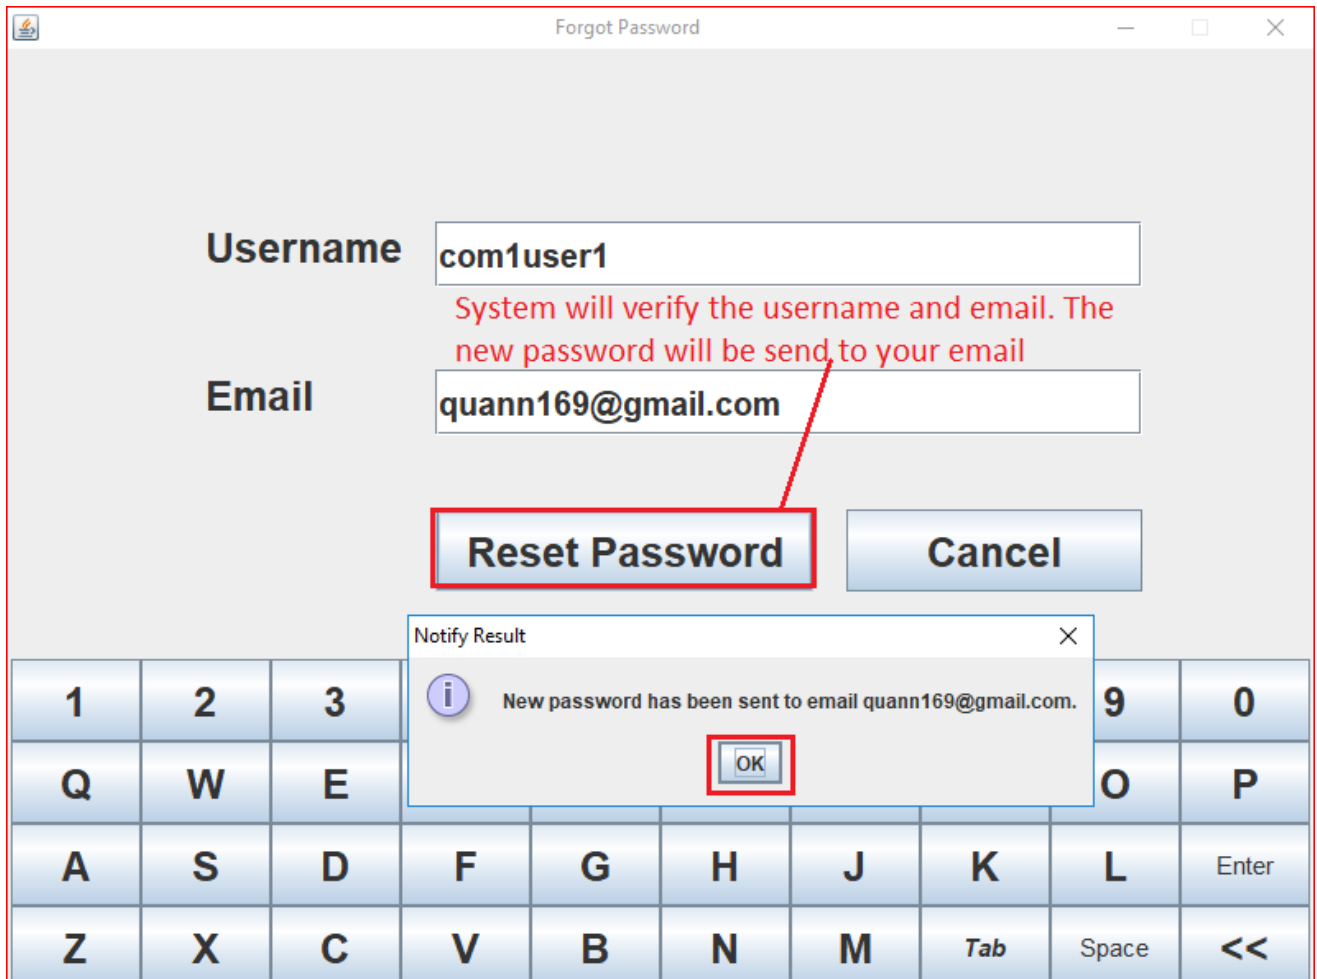 Forgot Password
Username
com1user1
System will verify the username and email. The
new password will be send to your email
Email
quann169@gmail.com
Reset Password
Cancel
Notify Result
New password has been sent to email quann169@gmail.com.
OK
1 2 3 9 0
Q W E O P
A S D F G H J K L Enter
Z X C V B N M Tab Space <<